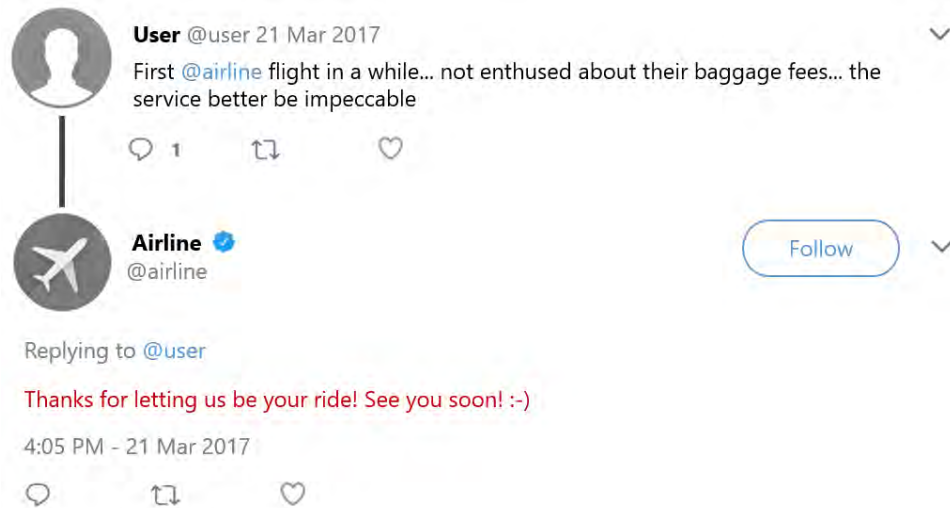 User @user 21 Mar 2017
First @airline flight in a while... not enthused about their baggage fees... the
service better be impeccable
1
Airline
Follow
@airline
Replying to @user
Thanks for letting us be your ride! See you soon! :-)
4:05 PM - 21 Mar 2017